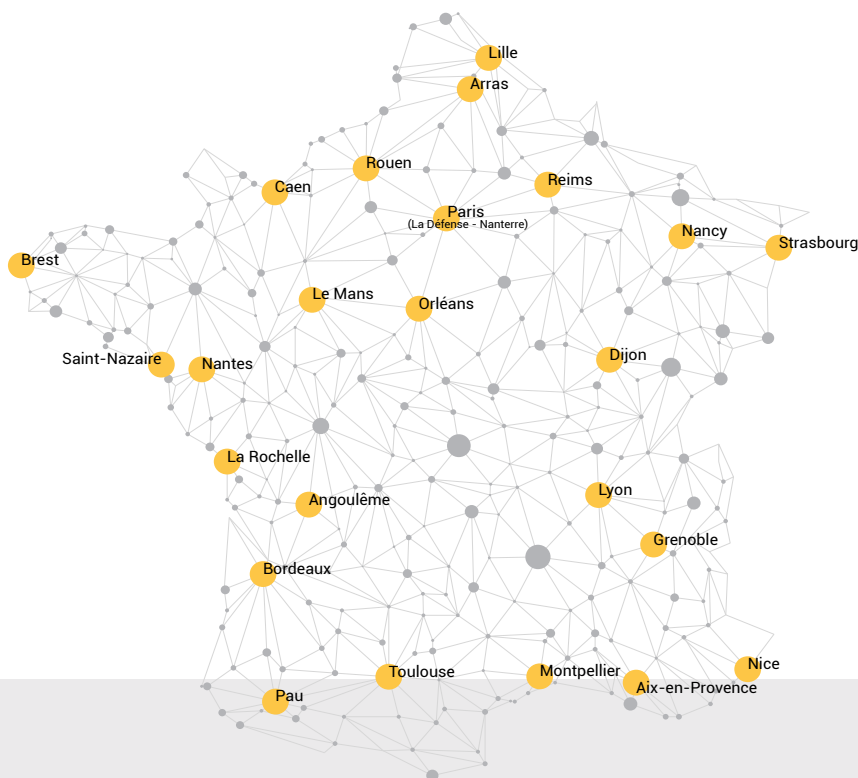 Lille
Arras
Rouen
Reims
Caen
Paris
(La Défense - Nanterre)
Nancy
Strasbourg
Brest
Le Mans
Orléans
Saint-Nazaire
Nantes
Dijon
La Rochelle
Angoulême
Lyon
Grenoble
Bordeaux
Toulouse
Montpellier
Nice
Aix-en-Provence
Pau